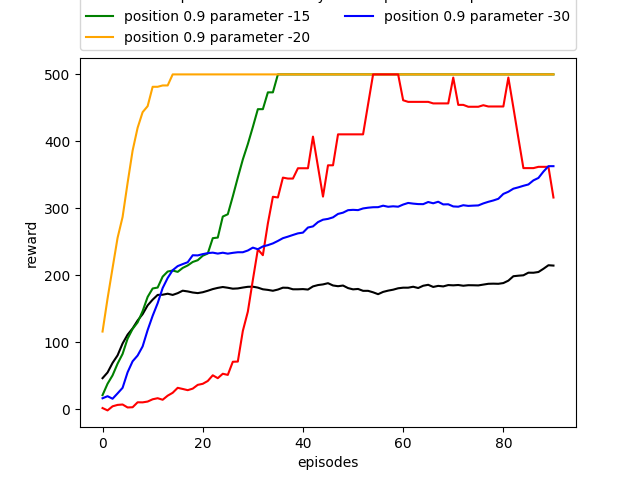 position 0.9 parameter -15 position 0.9 parameter -30
position 0.9 parameter -20
500
400
300
200
100
0
reward
0 20 40 60 80
episodes